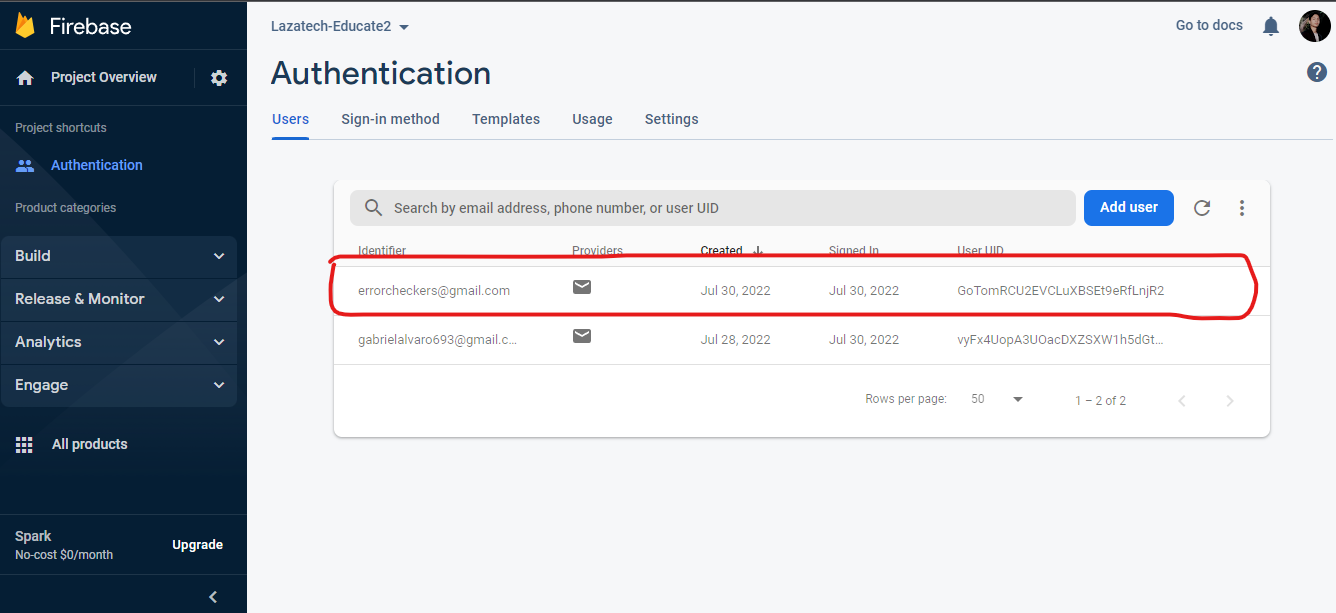 Firebase
Lazatech-Educate2
Go to docs
Project Overview
Authentication
Users Sign-in method Templates Usage Settings
Project shortcuts
Authentication
Product categories
Build
Release & Monitor
Analytics
Engage
All products
Spark
No-cost $0/month
Upgrade
Search by email address, phone number, or user UID
Add user
Identifier Providers Created Signed In User UID
errorcheckers@gmail.com Jul 30, 2022 Jul 30, 2022 GoTomRCU2EVCLuXBSEt9eRfLnjR2
gabrielalvaro693@gmail.c... Jul 28, 2022 Jul 30, 2022 vyFx4UopA3UOacDXZSXW1h5dGt...
Rows per page: 50 1 – 2 of 2